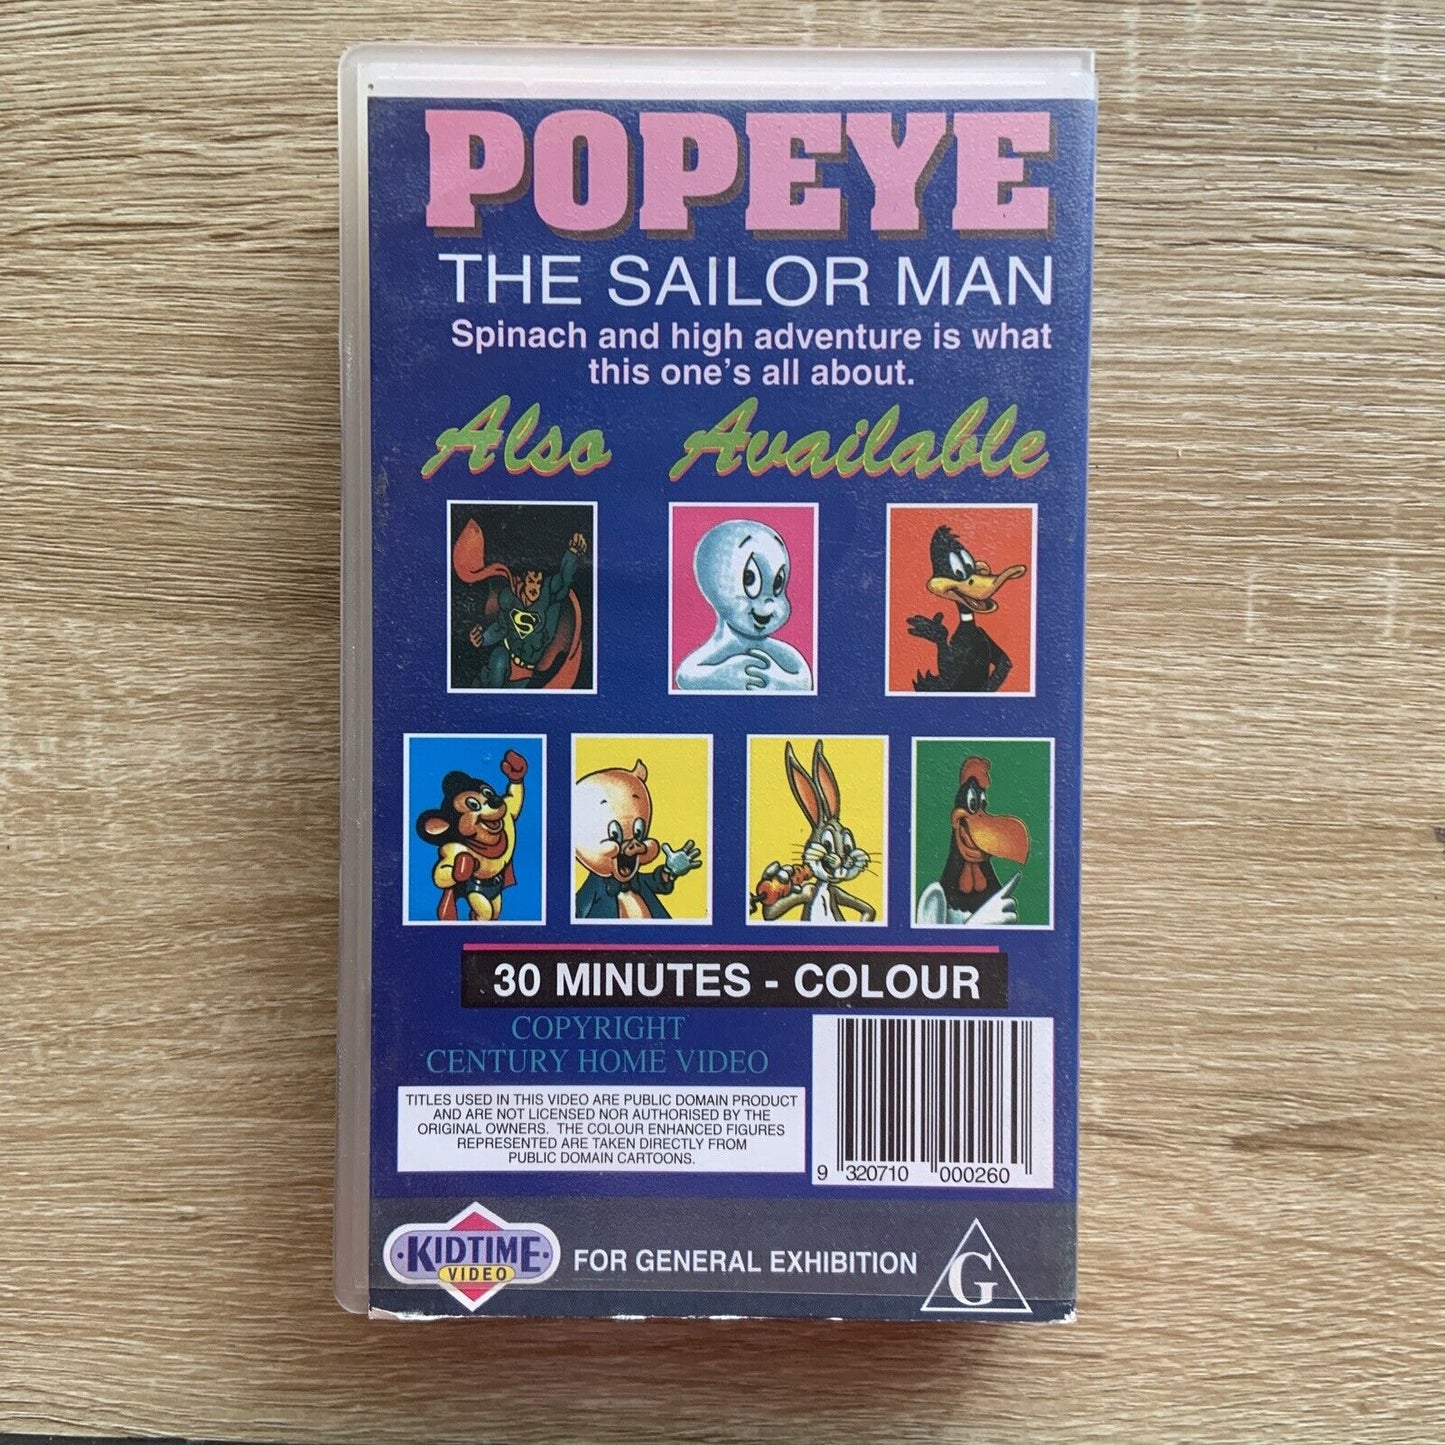 POPEYE
THE SAILOR MAN
Spinach and high adventure is what
this one's all about.
Also Available
S
30 MINUTES - COLOUR
COPYRIGHT
CENTURY HOME VIDEO
TITLES USED IN THIS VIDEO ARE PUBLIC DOMAIN PRODUCT
AND ARE NOT LICENSED NOR AUTHORISED BY THE
ORIGINAL OWNERS. THE COLOUR ENHANCED FIGURES
REPRESENTED ARE TAKEN DIRECTLY FROM
PUBLIC DOMAIN CARTOONS.
9 320710 000260
·KIDTIME·
VIDEO
FOR GENERAL EXHIBITION
G